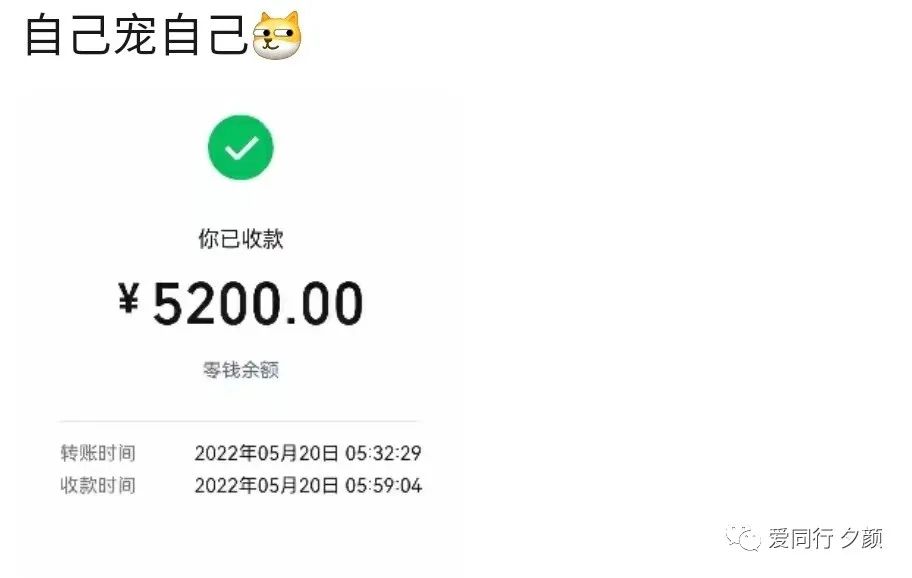 自己宠自己
你已收款
¥5200.00
零钱余额
转账时间 2022年05月20日 05:32:29
收款时间 2022年05月20日 05:59:04
爱同行 夕颜